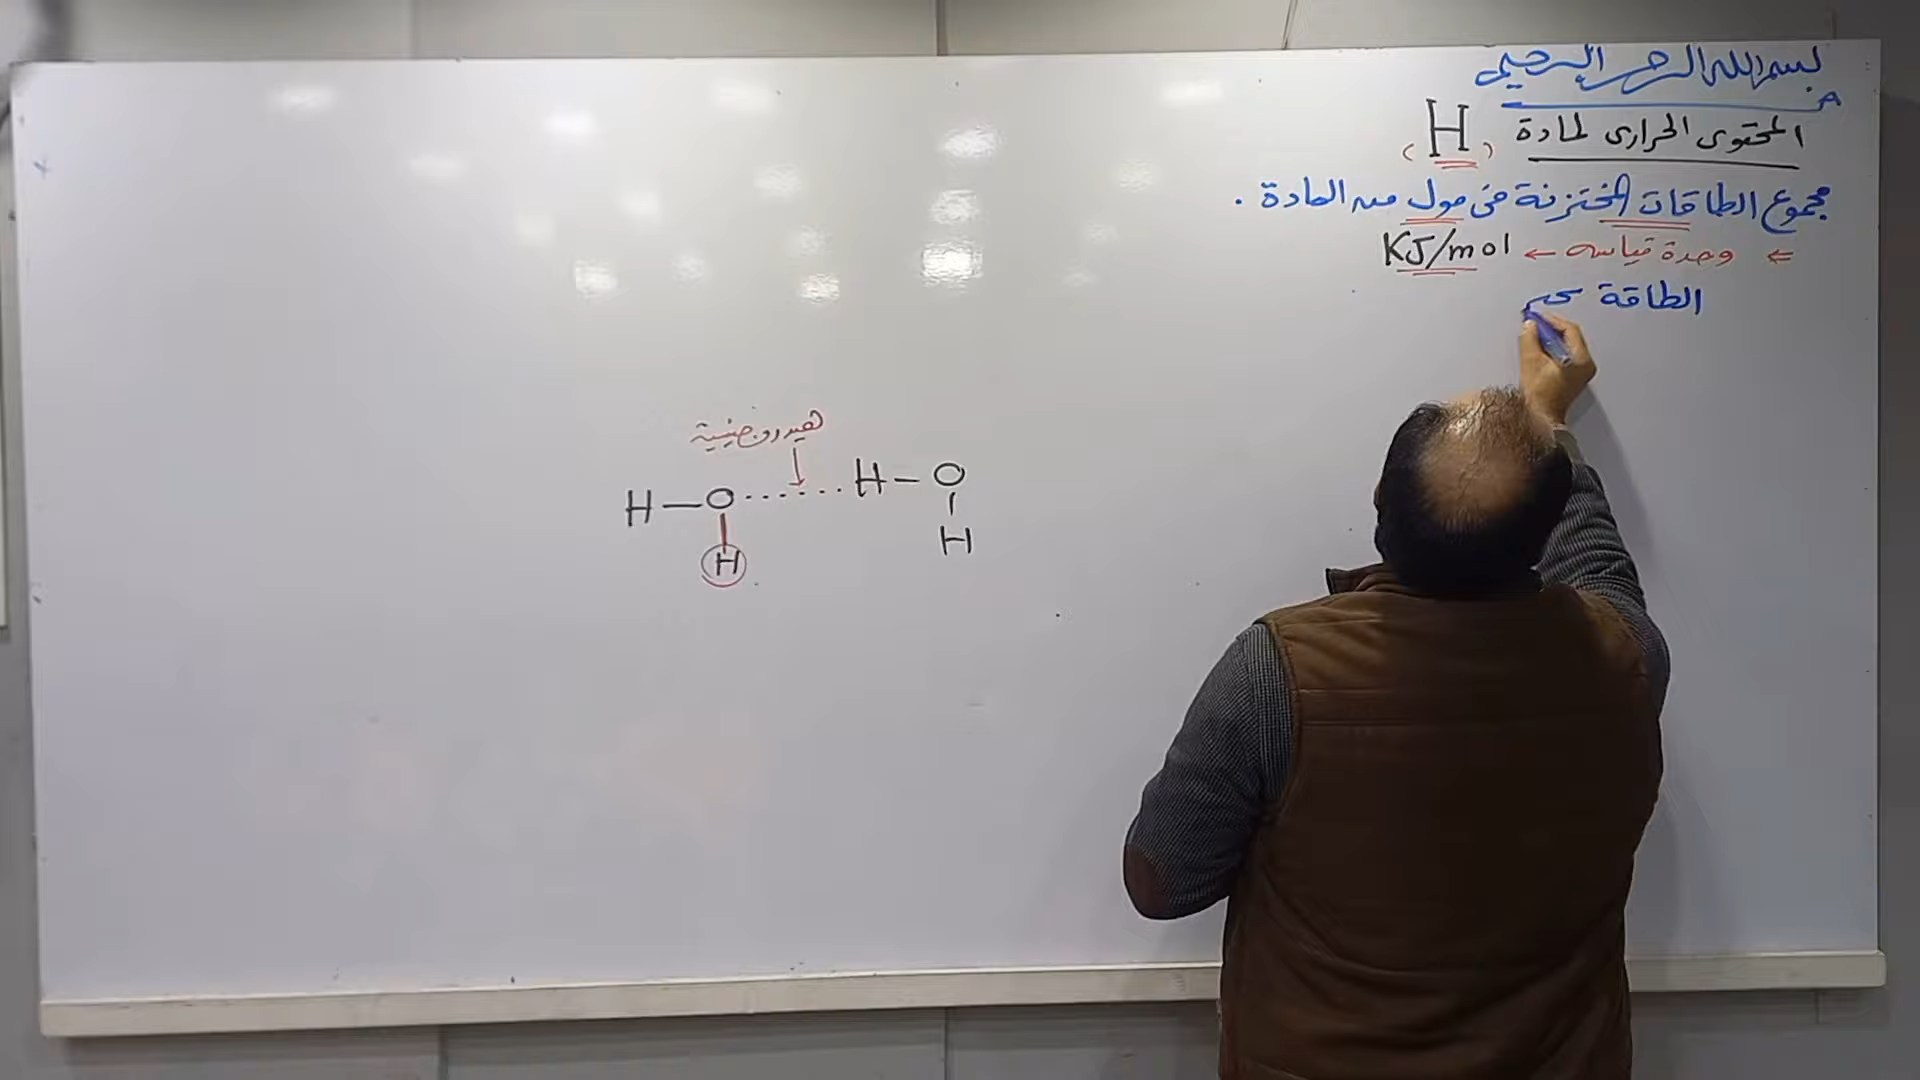 بسم الله الرحمن الرحيم
المحتوى الحرارى لمادة (H)
مجموع الطاقات المختزنة فى مول من المادة .
⇐ وحدة قياسه ← KJ/mol
الطاقة
هيدروجينية
H — O ...... H — O
H H